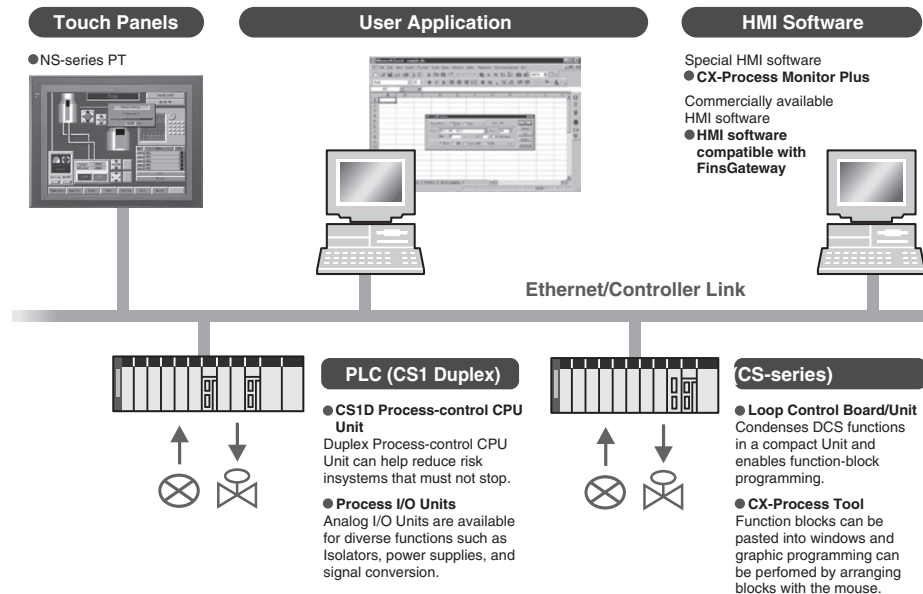 Touch Panels
User Application
HMI Software
●NS-series PT
Special HMI software
●CX-Process Monitor Plus
Commercially available
HMI software
●HMI software
compatible with
FinsGateway
Ethernet/Controller Link
PLC (CS1 Duplex)
●CS1D Process-control CPU
Unit
Duplex Process-control CPU
Unit can help reduce risk
insystems that must not stop.
●Process I/O Units
Analog I/O Units are available
for diverse functions such as
Isolators, power supplies, and
signal conversion.
(CS-series)
●Loop Control Board/Unit
Condenses DCS functions
in a compact Unit and
enables function-block
programming.
●CX-Process Tool
Function blocks can be
pasted into windows and
graphic programming can
be perfomed by arranging
blocks with the mouse.